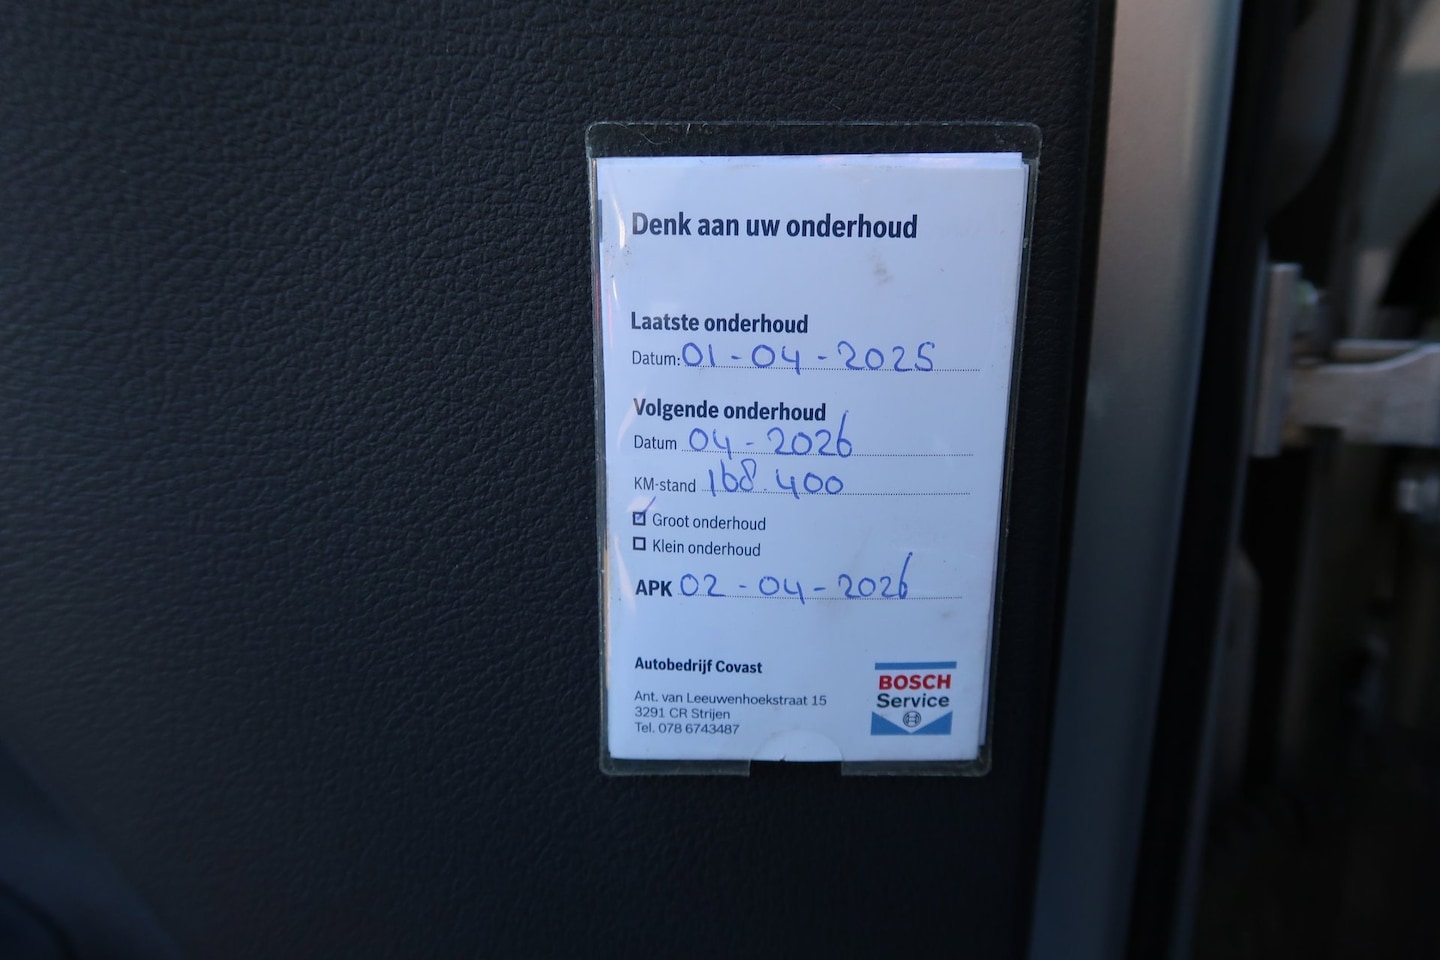 Denk aan uw onderhoud
Laatste onderhoud
Datum: 01-04-2025
Volgende onderhoud
Datum 04-2026
KM-stand 168.400
Groot onderhoud
Klein onderhoud
APK 02-04-2026
Autobedrijf Covast
Ant. van Leeuwenhoekstraat 15
3291 CR Strijen
Tel. 078 6743487
BOSCH
Service